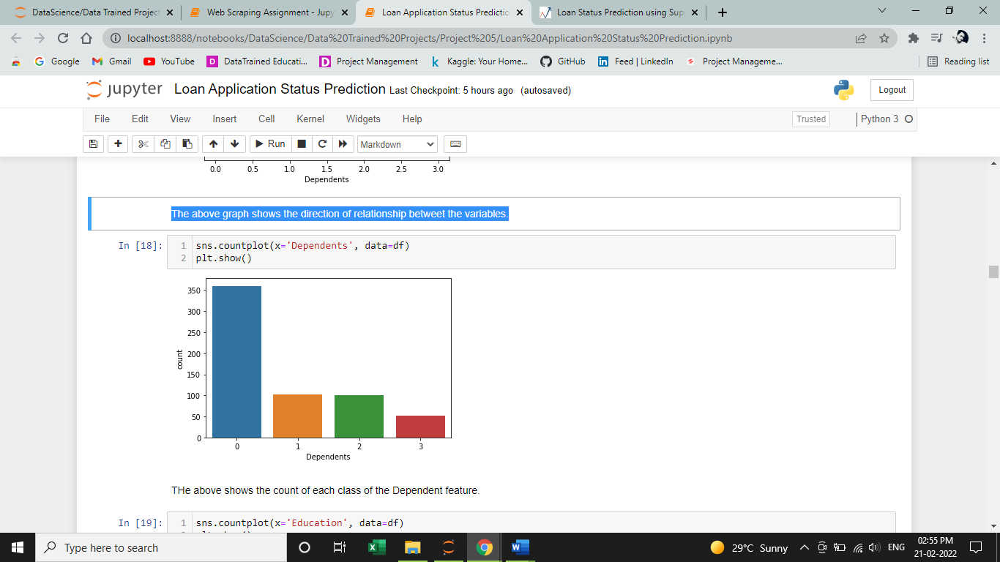 DataScience/Data Trained Project
Web Scraping Assignment - Jupy
Loan Application Status Predictio
Loan Status Prediction using Sup
localhost:8888/notebooks/DataScience/Data%20Trained%20Projects/Project%205/Loan%20Application%20Status%20Prediction.ipynb
Google Gmail YouTube DataTrained Educati... Project Management Kaggle: Your Home... GitHub Feed | LinkedIn Project Manageme... Reading list
jupyter Loan Application Status Prediction Last Checkpoint: 5 hours ago (autosaved) Logout
File Edit View Insert Cell Kernel Widgets Help Trusted Python 3
Run Markdown
0.0 0.5 1.0 1.5 2.0 2.5 3.0
Dependents
The above graph shows the direction of relationship betweet the variables.
In [18]: 1 sns.countplot(x='Dependents', data=df)
2 plt.show()
350
300
250
200
150
100
50
0
count
0 1 2 3
Dependents
THe above shows the count of each class of the Dependent feature.
In [19]: 1 sns.countplot(x='Education', data=df)
Type here to search
29°C Sunny
ENG
02:55 PM
21-02-2022